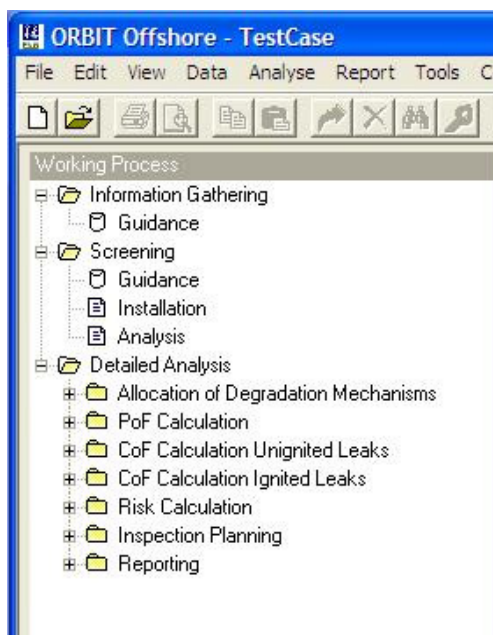 ORBIT Offshore - TestCase
File Edit View Data Analyse Report Tools C
Working Process
Information Gathering
Guidance
Screening
Guidance
Installation
Analysis
Detailed Analysis
Allocation of Degradation Mechanisms
PoF Calculation
CoF Calculation Unignited Leaks
CoF Calculation Ignited Leaks
Risk Calculation
Inspection Planning
Reporting